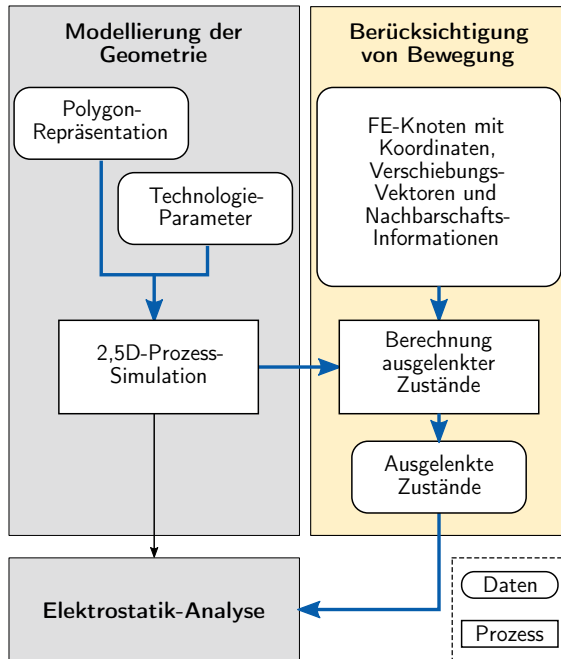 Modellierung der
Geometrie
Polygon-
Repräsentation
Technologie-
Parameter
2,5D-Prozess-
Simulation
Berücksichtigung
von Bewegung
FE-Knoten mit
Koordinaten,
Verschiebungs-
Vektoren und
Nachbarschafts-
Informationen
Berechnung
ausgelenkter
Zustände
Ausgelenkte
Zustände
Elektrostatik-Analyse
Daten
Prozess